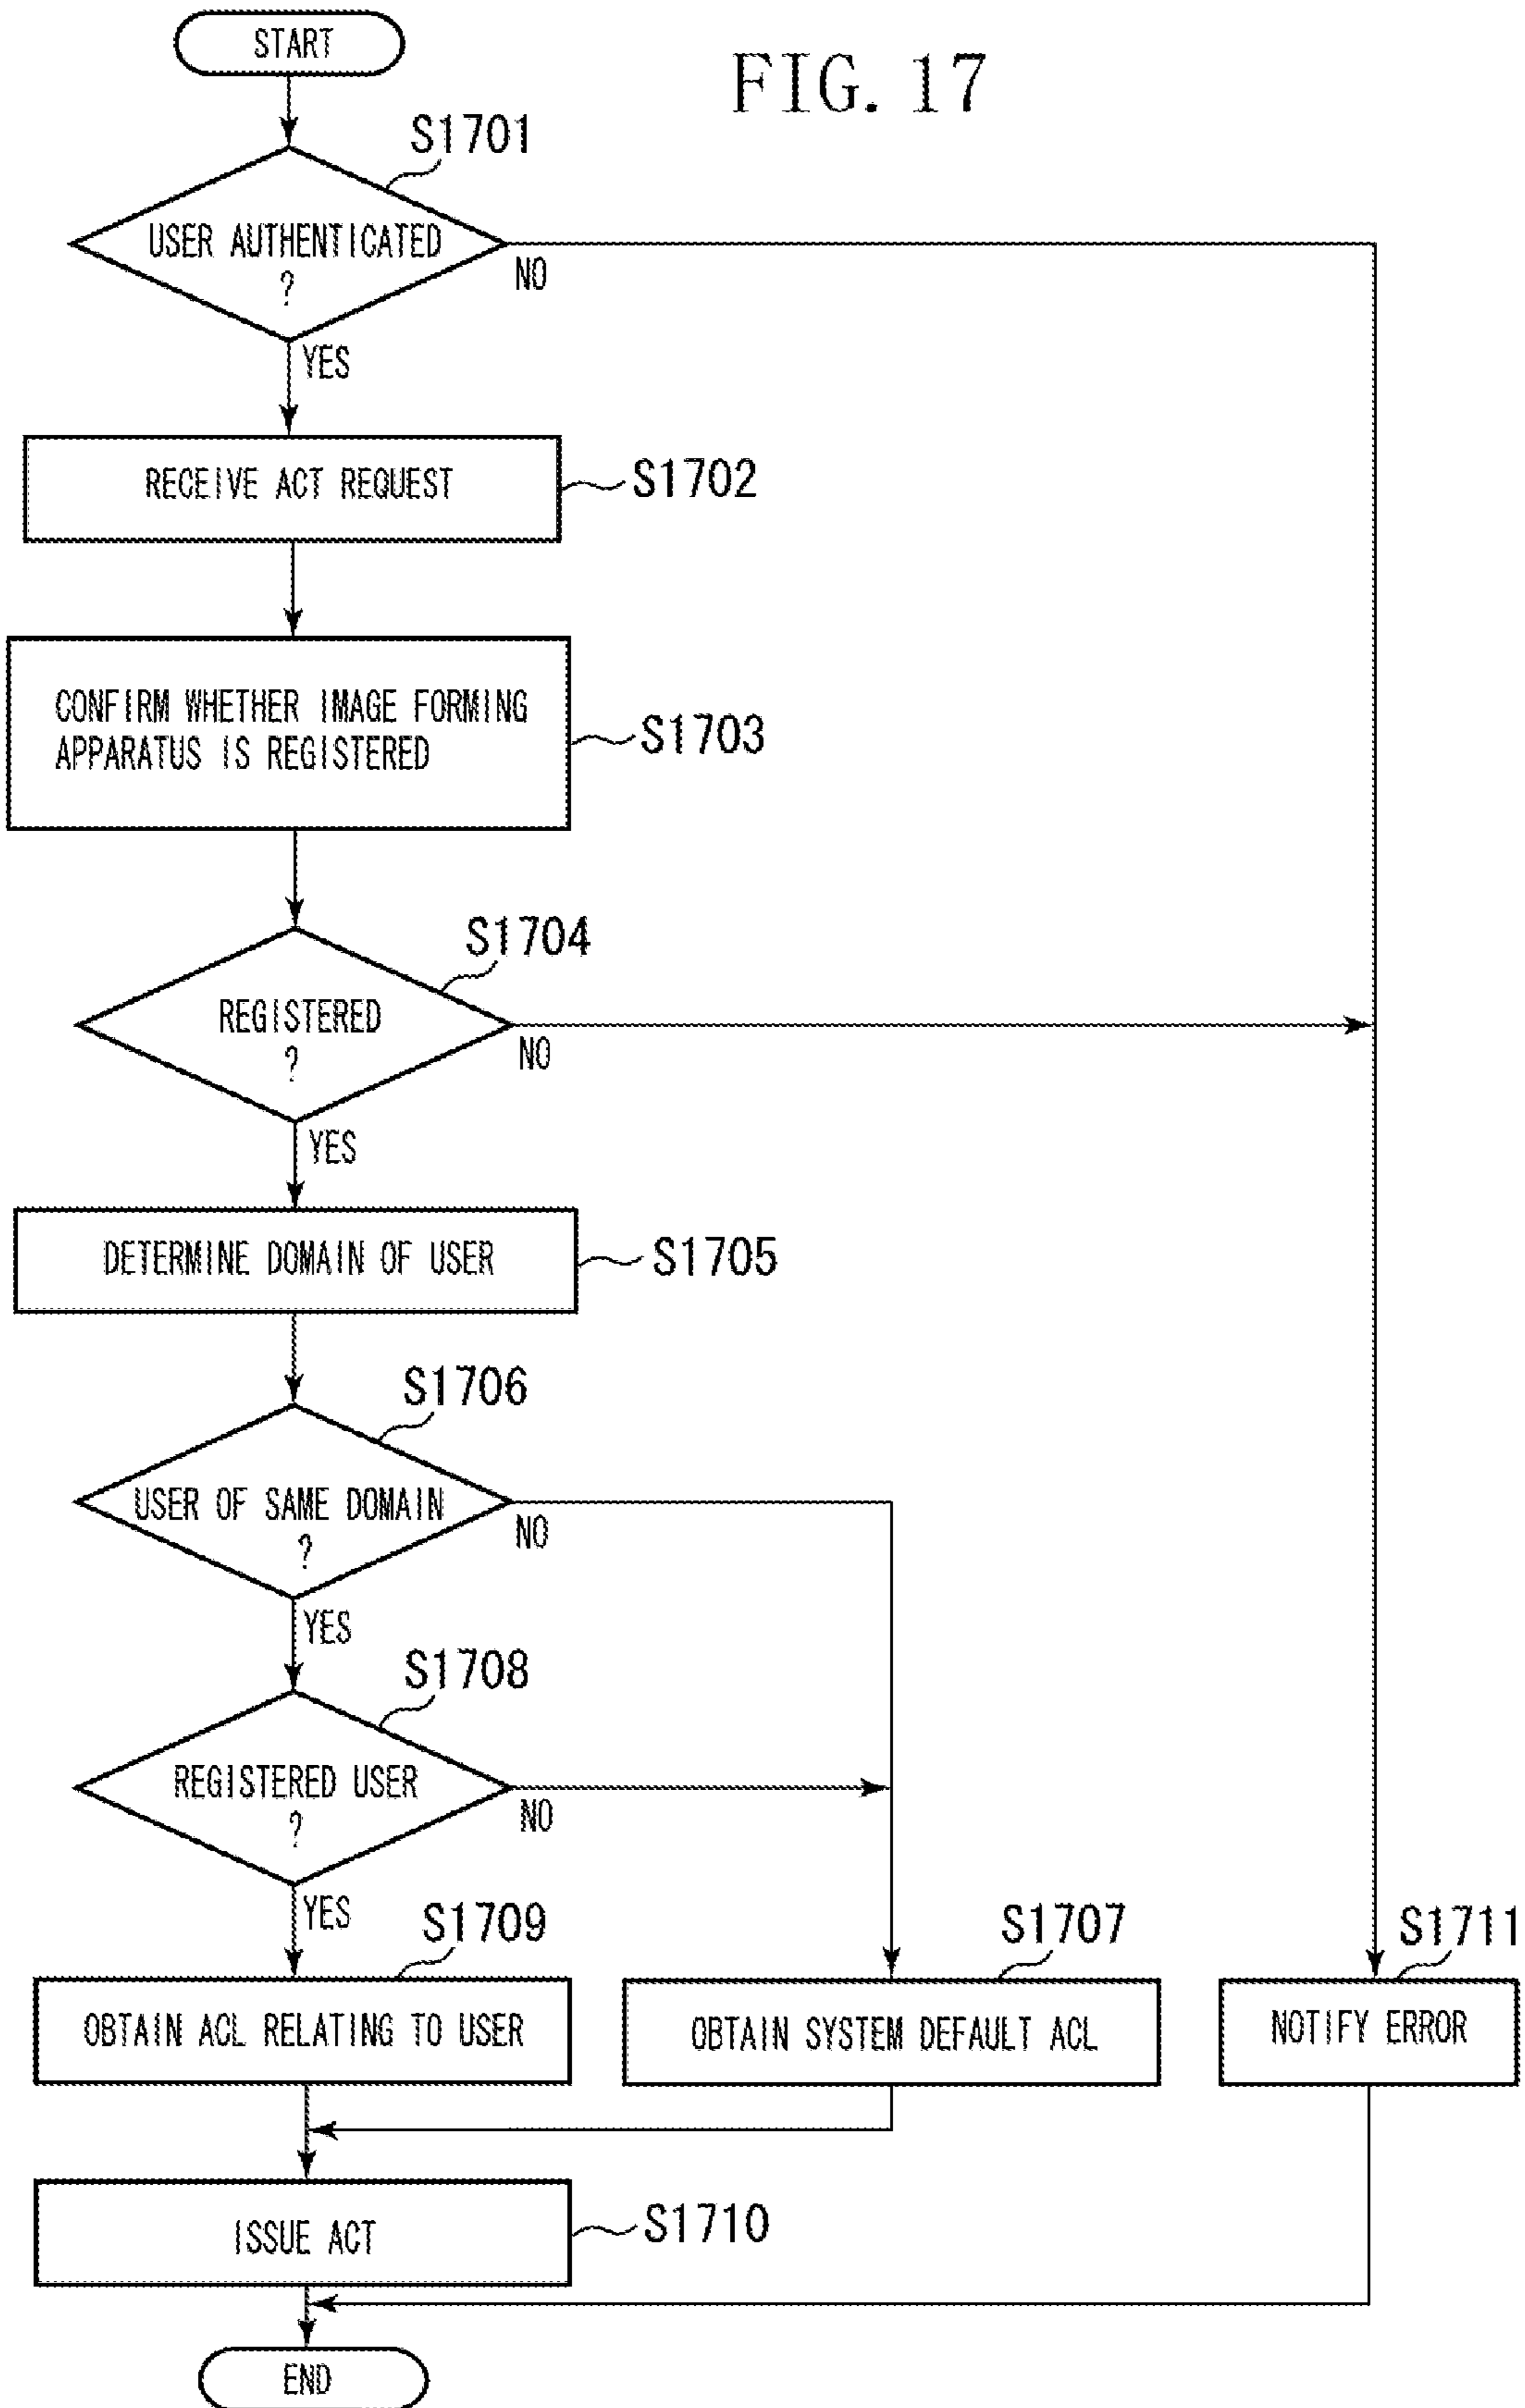 START
FIG. 17
S1701
USER AUTHENTICATED
?
NO
YES
RECEIVE ACT REQUEST
S1702
CONFIRM WHETHER IMAGE FORMING
APPARATUS IS REGISTERED
S1703
S1704
REGISTERED
?
NO
YES
DETERMINE DOMAIN OF USER
S1705
S1706
USER OF SAME DOMAIN
?
NO
YES
S1708
REGISTERED USER
?
NO
YES
S1709
OBTAIN ACL RELATING TO USER
S1707
OBTAIN SYSTEM DEFAULT ACL
S1711
NOTIFY ERROR
ISSUE ACT
S1710
END